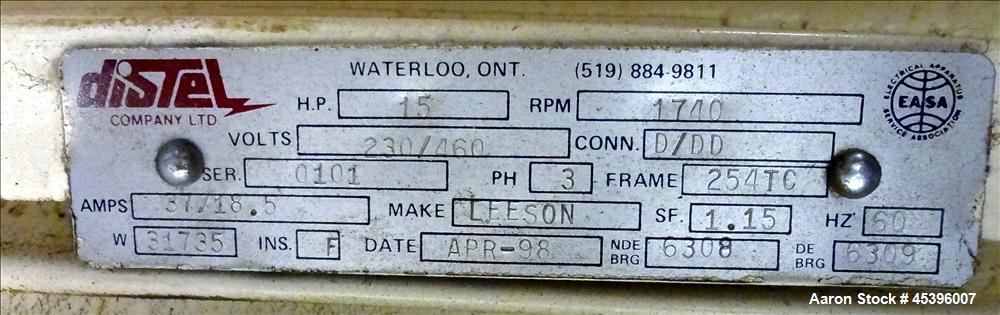 disTel WATERLOO, ONT. (519) 884-9811
COMPANY LTD. H.P. 15 RPM 1740
ELECTRICAL APPARATUS SERVICE ASSOCIATION EASA
VOLTS 230/460 CONN. D/DD
SER. 0101 PH 3 FRAME 254TC
AMPS 37/18.5 MAKE LEESON SF. 1.15 HZ 60
W 31735 INS. F DATE APR-98 NDE BRG 6308 DE BRG 6309
Aaron Stock # 45396007